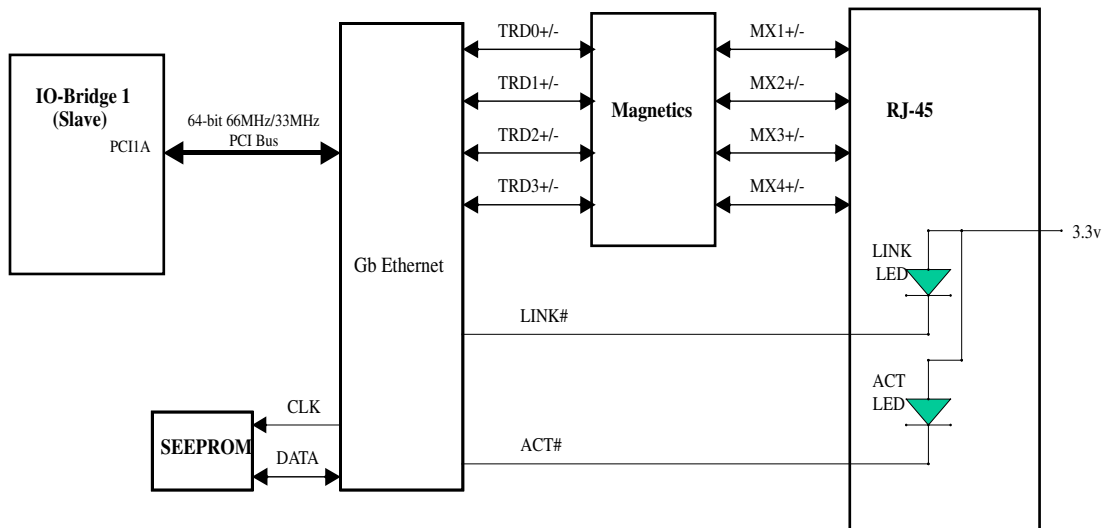 IO-Bridge 1
(Slave)
PCI1A
64-bit 66MHz/33MHz
PCI Bus
Gb Ethernet
TRD0+/-
TRD1+/-
TRD2+/-
TRD3+/-
Magnetics
MX1+/-
MX2+/-
MX3+/-
MX4+/-
RJ-45
3.3v
LINK
LED
LINK#
ACT
LED
ACT#
SEEPROM
CLK
DATA